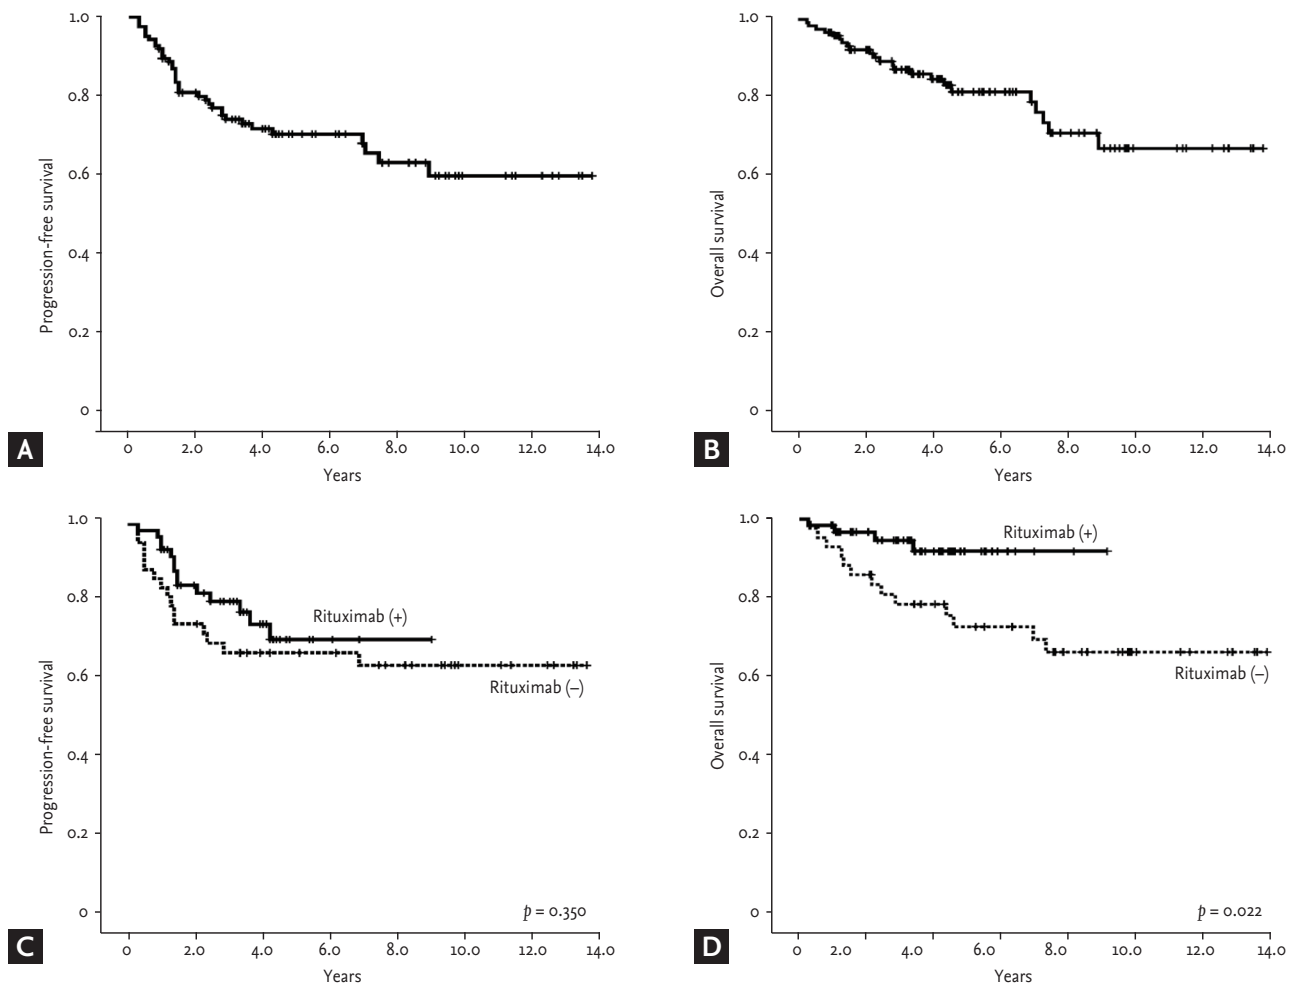 1.0
0.8
0.6
0.4
0.2
0
Progression-free survival
0 2.0 4.0 6.0 8.0 10.0 12.0 14.0
Years
A
1.0
0.8
0.6
0.4
0.2
0
Overall survival
0 2.0 4.0 6.0 8.0 10.0 12.0 14.0
Years
B
1.0
0.8
0.6
0.4
0.2
0
Progression-free survival
Rituximab (+)
Rituximab (–)
p = 0.350
0 2.0 4.0 6.0 8.0 10.0 12.0 14.0
Years
C
1.0
0.8
0.6
0.4
0.2
0
Overall survival
Rituximab (+)
Rituximab (–)
p = 0.022
0 2.0 4.0 6.0 8.0 10.0 12.0 14.0
Years
D